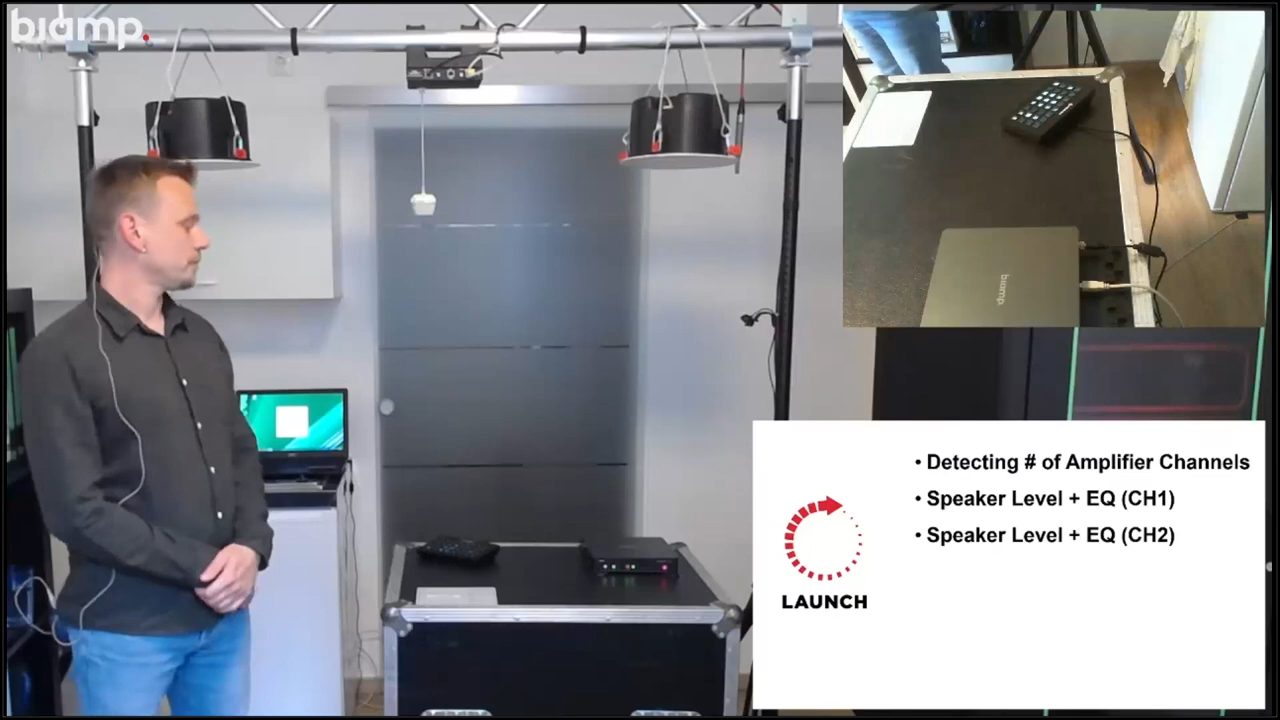 biamp.
biamp
• Detecting # of Amplifier Channels
• Speaker Level + EQ (CH1)
• Speaker Level + EQ (CH2)
LAUNCH